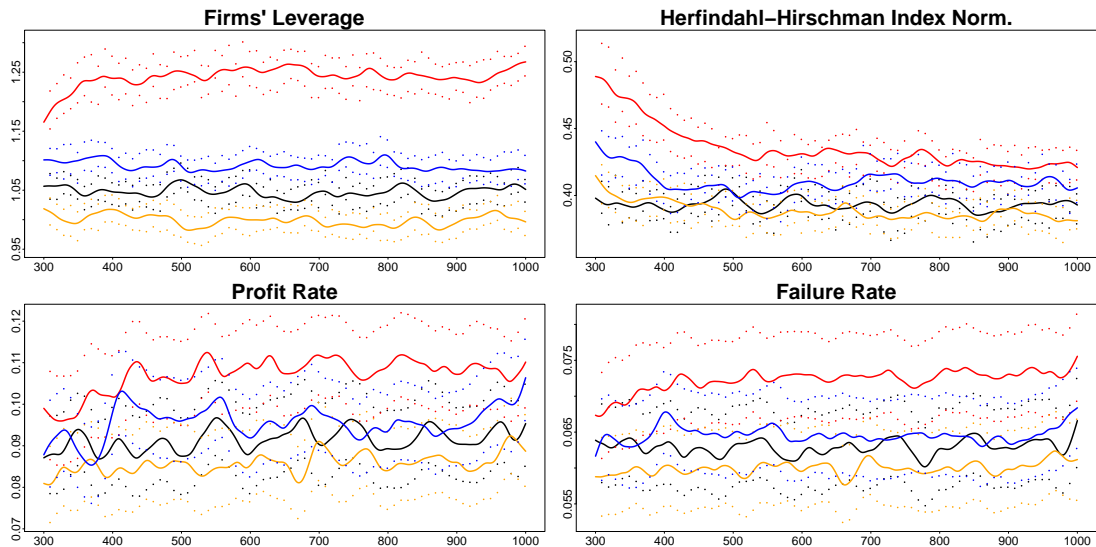 Firms' Leverage
1.25
1.15
1.05
0.95
300 400 500 600 700 800 900 1000
Herfindahl−Hirschman Index Norm.
0.50
0.45
0.40
300 400 500 600 700 800 900 1000
Profit Rate
0.12
0.11
0.10
0.09
0.08
0.07
300 400 500 600 700 800 900 1000
Failure Rate
0.075
0.065
0.055
300 400 500 600 700 800 900 1000